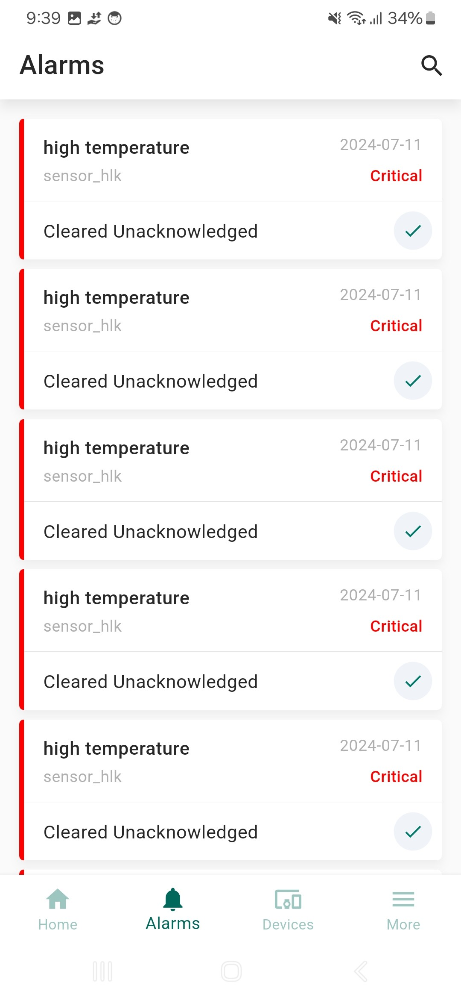 9:39 34%
Alarms
high temperature 2024-07-11
sensor_hlk Critical
Cleared Unacknowledged
high temperature 2024-07-11
sensor_hlk Critical
Cleared Unacknowledged
high temperature 2024-07-11
sensor_hlk Critical
Cleared Unacknowledged
high temperature 2024-07-11
sensor_hlk Critical
Cleared Unacknowledged
high temperature 2024-07-11
sensor_hlk Critical
Cleared Unacknowledged
Home Alarms Devices More